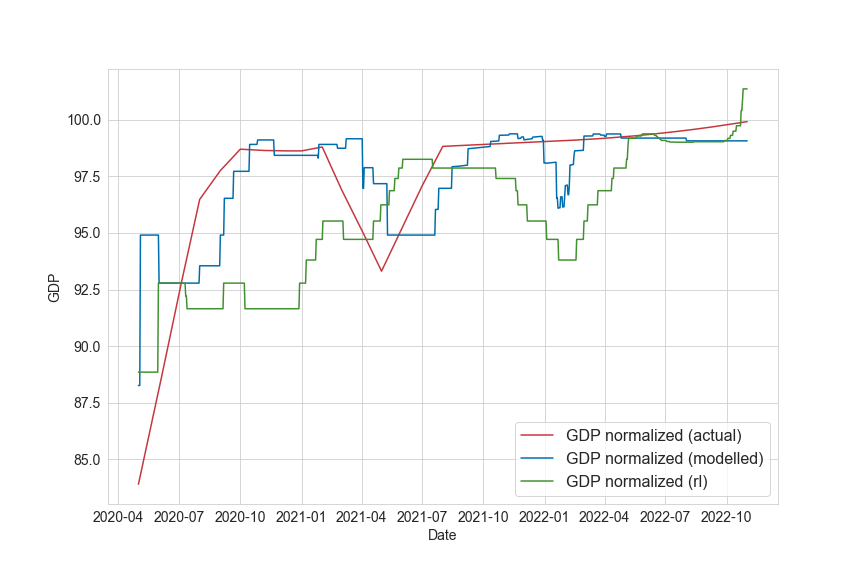 100.0
97.5
95.0
92.5
90.0
87.5
85.0
GDP
GDP normalized (actual)
GDP normalized (modelled)
GDP normalized (rl)
2020-04 2020-07 2020-10 2021-01 2021-04 2021-07 2021-10 2022-01 2022-04 2022-07 2022-10
Date